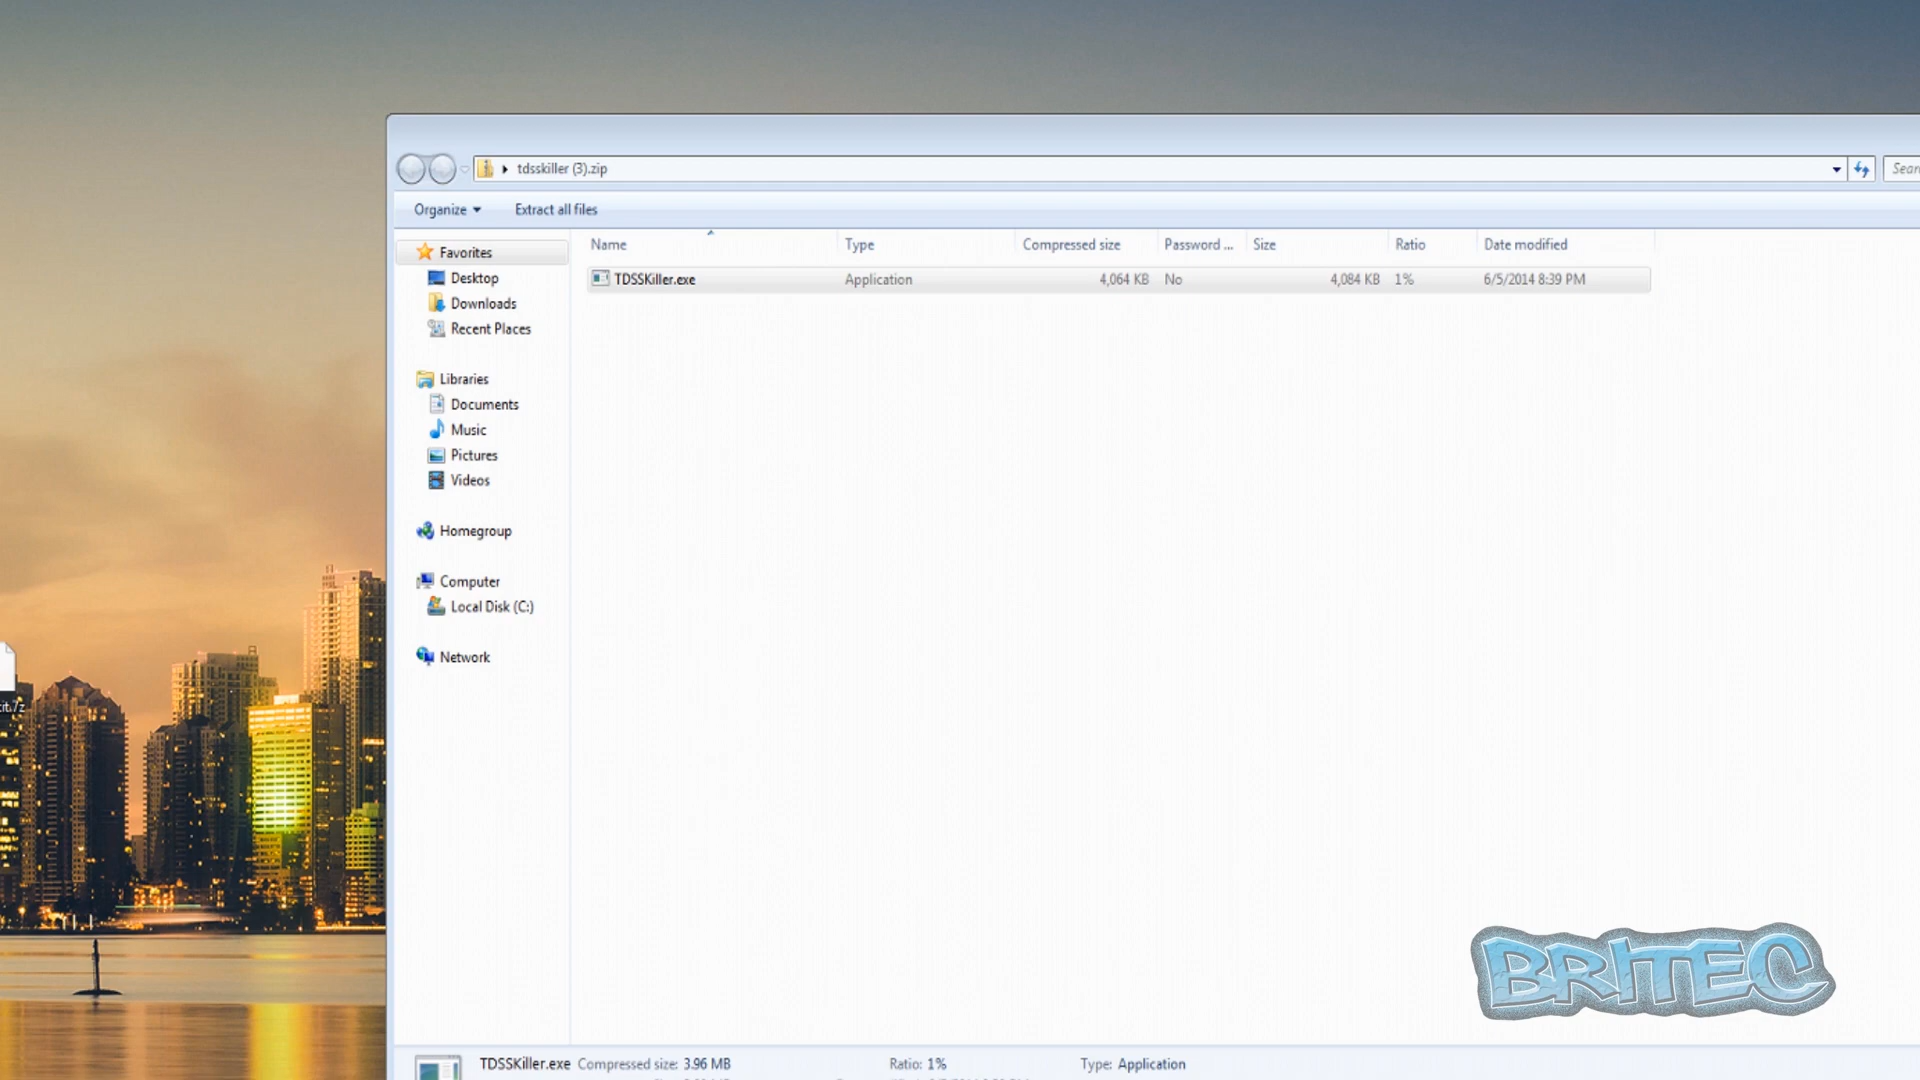 tdsskiller (3).zip
Sear
Organize
Extract all files
Name
Type
Compressed size
Password ...
Size
Ratio
Date modified
TDSSKiller.exe
Application
4,064 KB
No
4,084 KB
1%
6/5/2014 8:39 PM
Favorites
Desktop
Downloads
Recent Places
Libraries
Documents
Music
Pictures
Videos
Homegroup
Computer
Local Disk (C:)
Network
cit.7z
BRITEC
TDSSKiller.exe Compressed size: 3.96 MB
Ratio: 1%
Type: Application